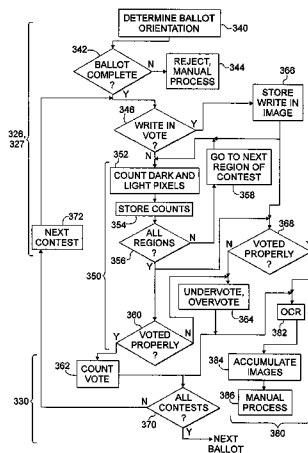 DETERMINE BALLOT
ORIENTATION
340
342
BALLOT
COMPLETE
?
N
Y
REJECT,
MANUAL
PROCESS
344
366
STORE
WRITE IN
IMAGE
346
WRITE IN
VOTE
?
Y
N
326,
327
352
COUNT DARK AND
LIGHT PIXELS
GO TO NEXT
REGION OF
CONTEST
358
STORE COUNTS
354
372
NEXT
CONTEST
350
ALL
REGIONS
?
356
N
Y
368
VOTED
PROPERLY
?
N
Y
UNDERVOTE,
OVERVOTE
364
360
VOTED
PROPERLY
?
Y
N
OCR
382
362
COUNT
VOTE
384
ACCUMULATE
IMAGES
330
ALL
CONTESTS
?
370
N
Y
386
MANUAL
PROCESS
380
NEXT
BALLOT